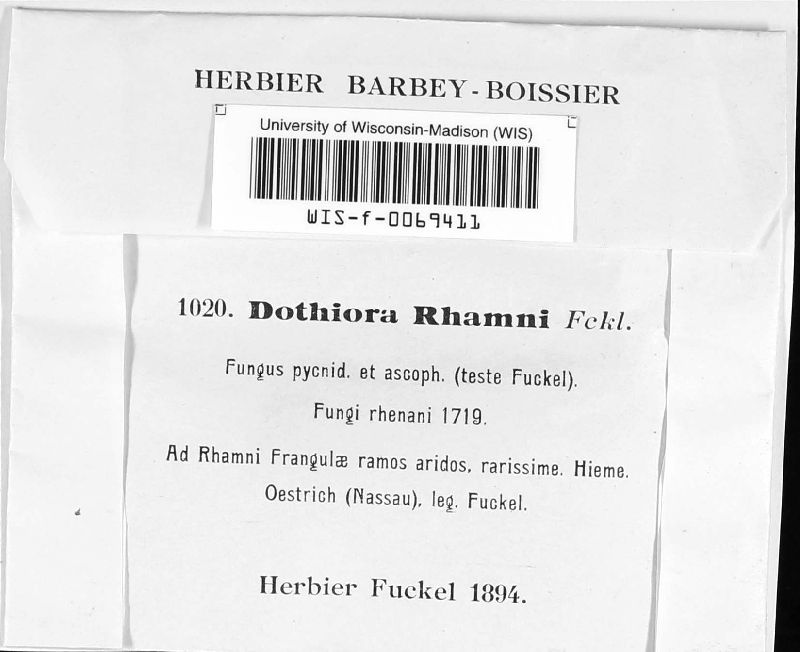 HERBIER BARBEY-BOISSIER
University of Wisconsin-Madison (WIS)
WIS-f-0069411
1020. Dothiora Rhamni Fckl.
Fungus pycnid. et ascoph. (teste Fuckel).
Fungi rhenani 1719.
Ad Rhamni Frangulæ ramos aridos, rarissime. Hieme.
Oestrich (Nassau), leg. Fuckel.
Herbier Fuckel 1894.